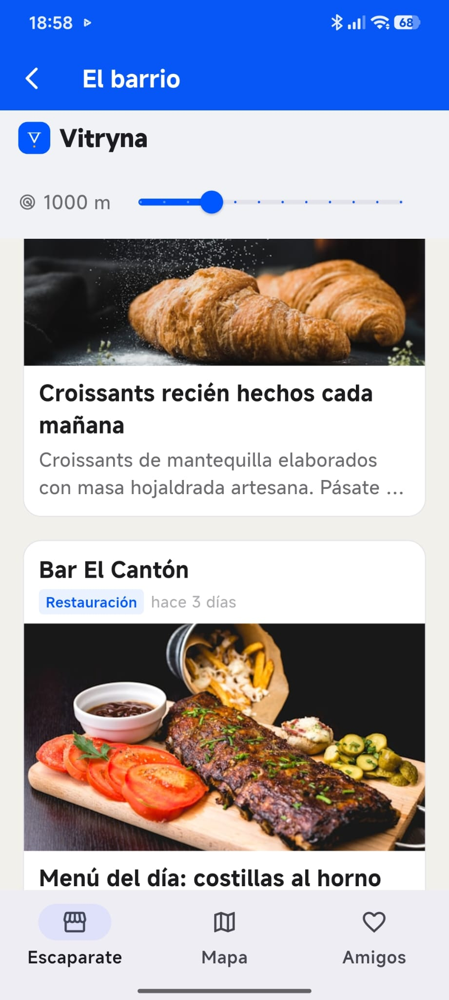 18:58
68
El barrio
Vitryna
1000 m
Croissants recién hechos cada
mañana
Croissants de mantequilla elaborados
con masa hojaldrada artesana. Pásate ...
Bar El Cantón
Restauración hace 3 días
Menú del día: costillas al horno
Escaparate Mapa Amigos